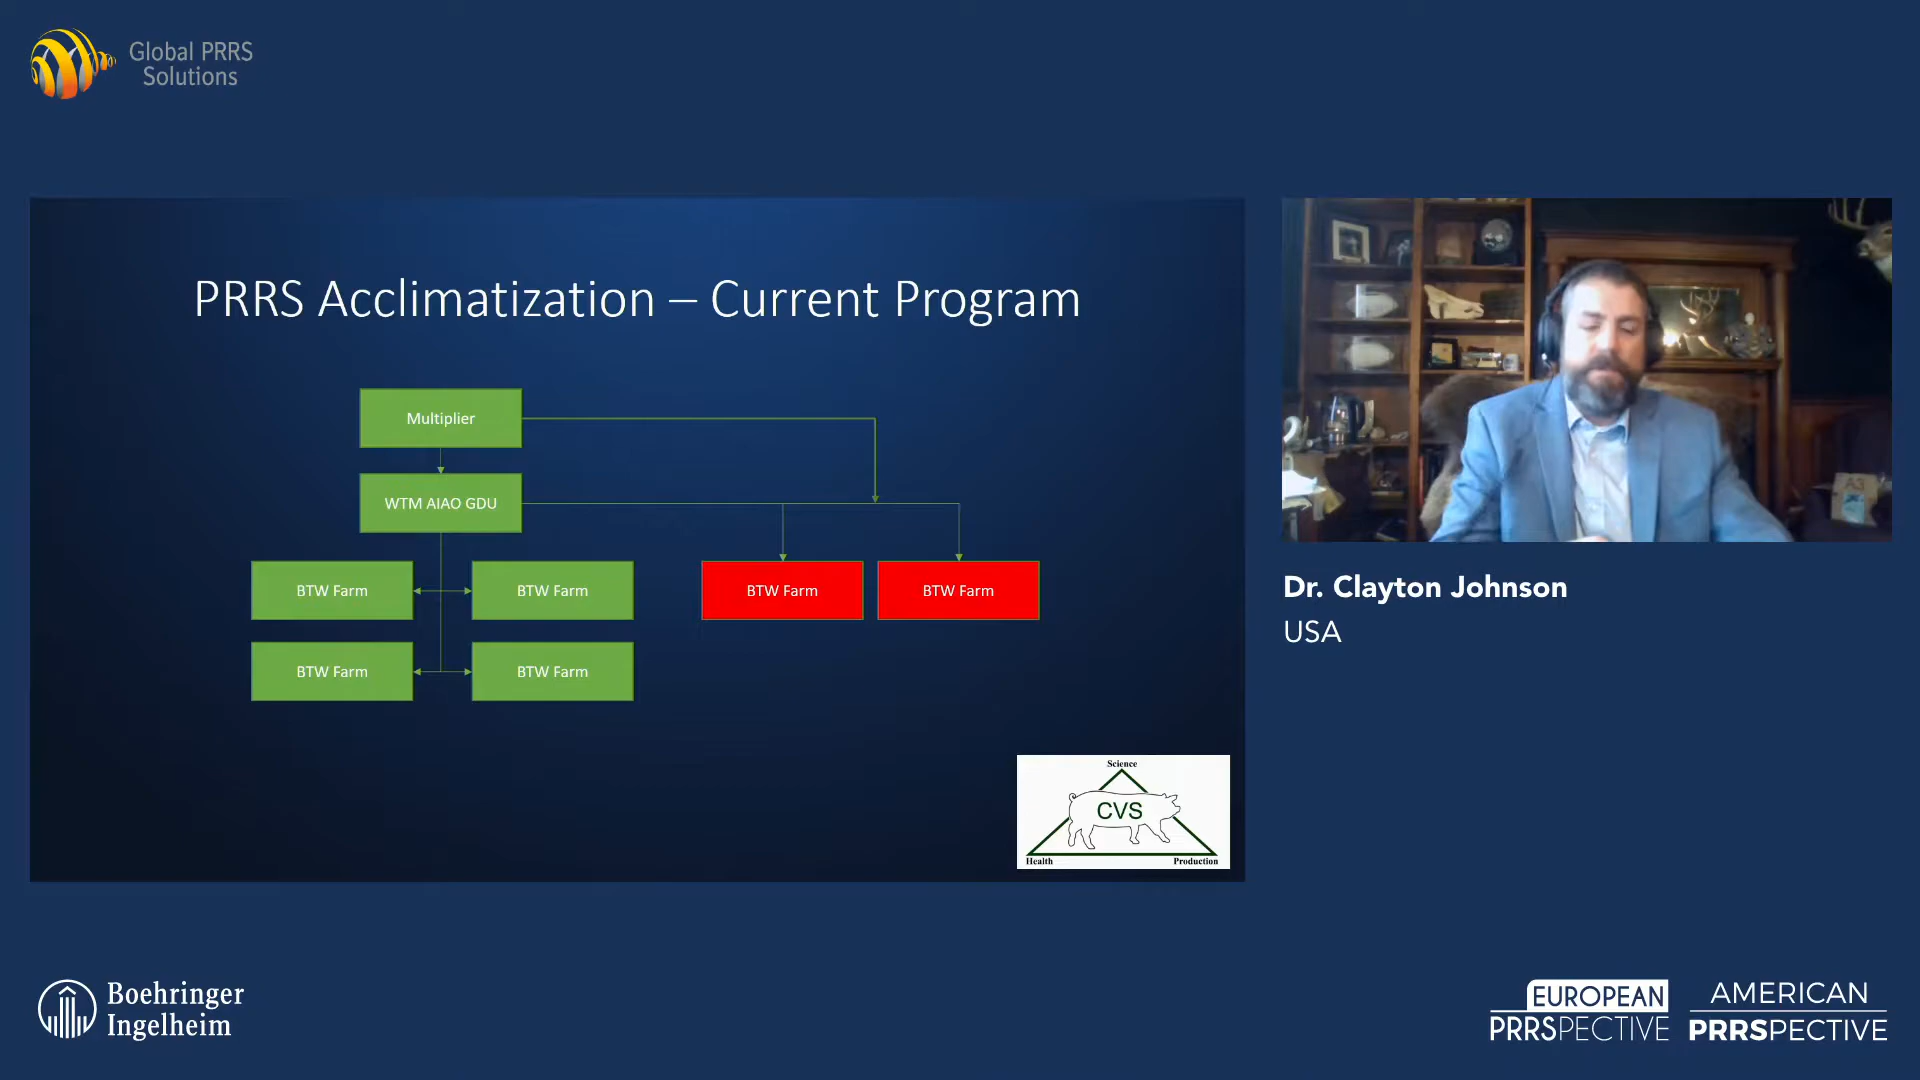 Global PRRS
Solutions
PRRS Acclimatization – Current Program
Multiplier
WTM AIAO GDU
BTW Farm
BTW Farm
BTW Farm
BTW Farm
BTW Farm
BTW Farm
Science
CVS
Health
Production
A3
Dr. Clayton Johnson
USA
Boehringer
Ingelheim
EUROPEAN
PRRSPECTIVE
AMERICAN
PRRSPECTIVE